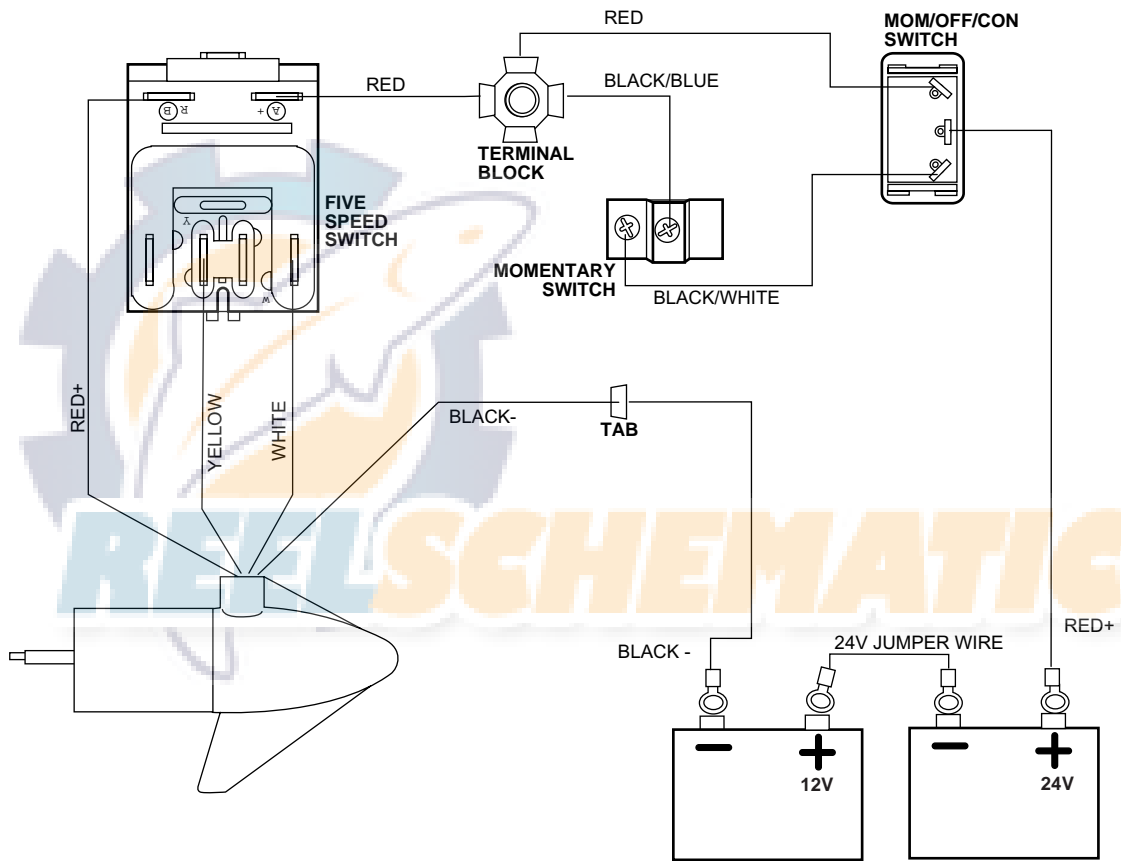 RED
MOM/OFF/CON
SWITCH
RED
BLACK/BLUE
R B
A +
TERMINAL
BLOCK
FIVE
SPEED
SWITCH
Y
W
MOMENTARY
SWITCH
BLACK/WHITE
RED+
YELLOW
WHITE
BLACK-
TAB
REELSCHEMATIC
RED+
BLACK -
24V JUMPER WIRE
12V
24V